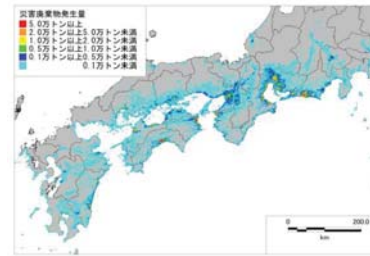 災害廃棄物発生量
5.0万トン以上
2.0万トン以上5.0万トン未満
1.0万トン以上2.0万トン未満
0.5万トン以上1.0万トン未満
0.1万トン以上0.5万トン未満
0.1万トン未満
0 200.0
km